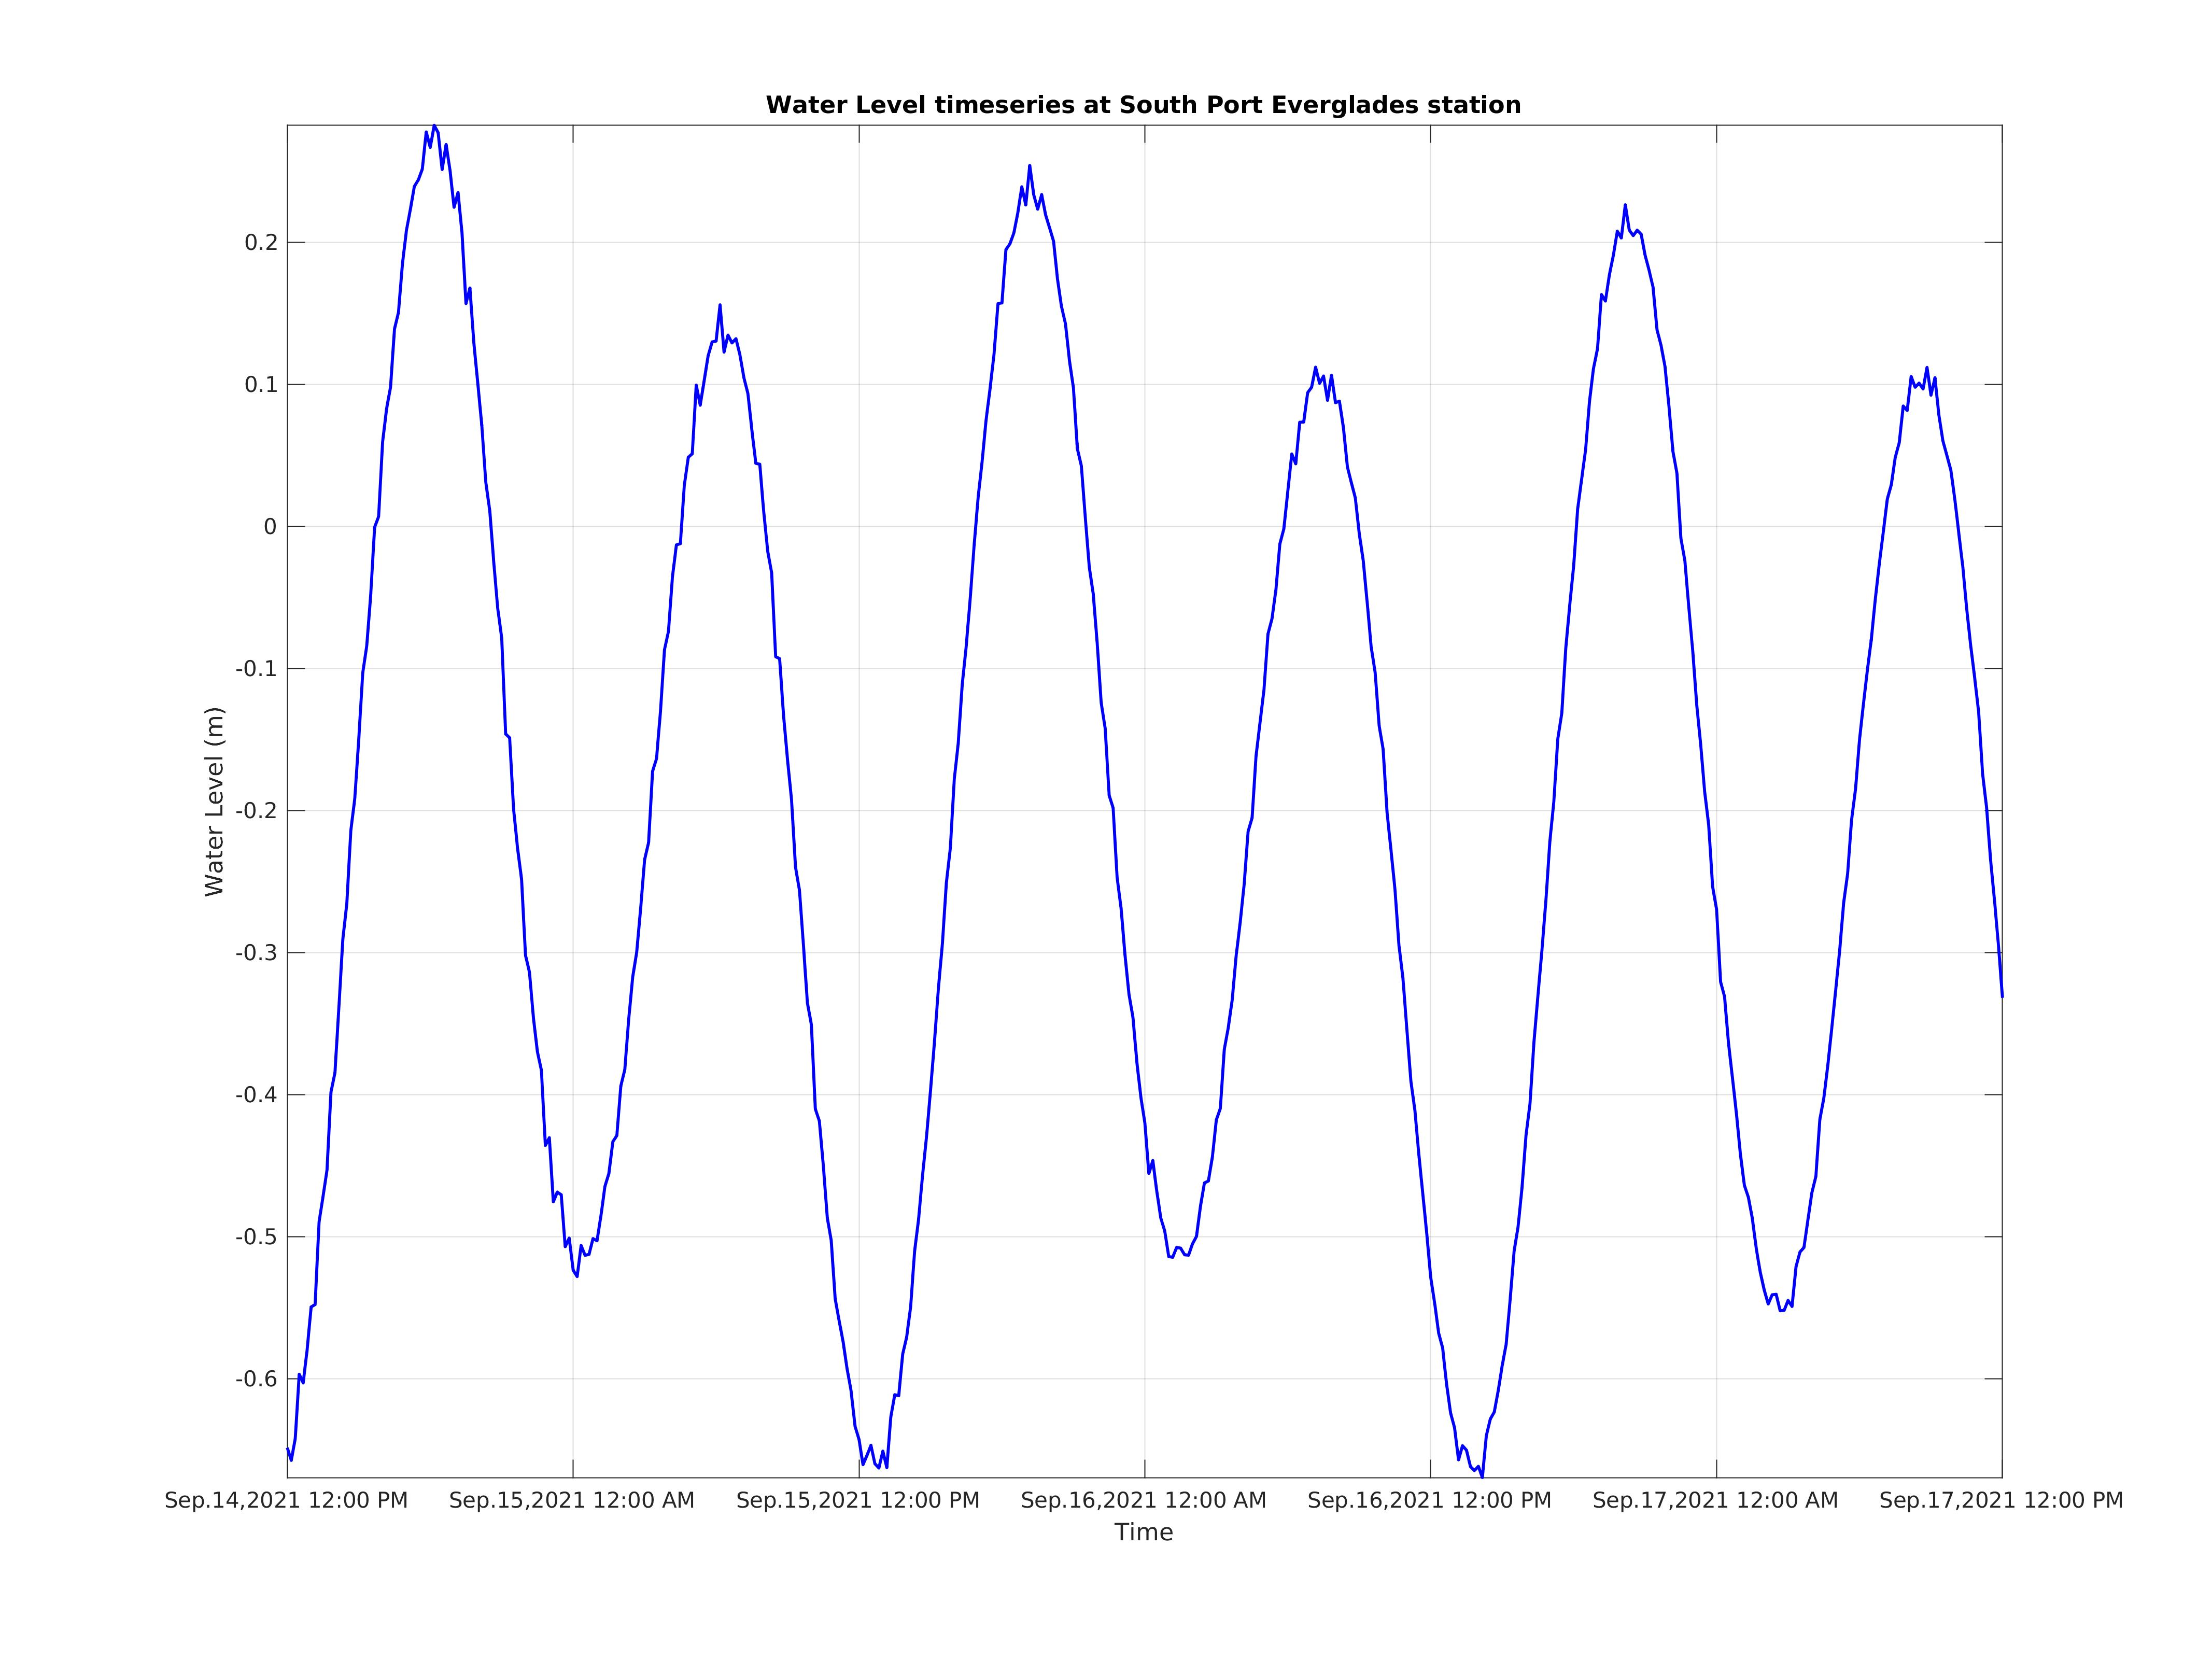 Water Level timeseries at South Port Everglades station
0.2
0.1
0
-0.1
-0.2
-0.3
-0.4
-0.5
-0.6
Water Level (m)
Sep.14,2021 12:00 PM Sep.15,2021 12:00 AM Sep.15,2021 12:00 PM Sep.16,2021 12:00 AM Sep.16,2021 12:00 PM Sep.17,2021 12:00 AM Sep.17,2021 12:00 PM
Time